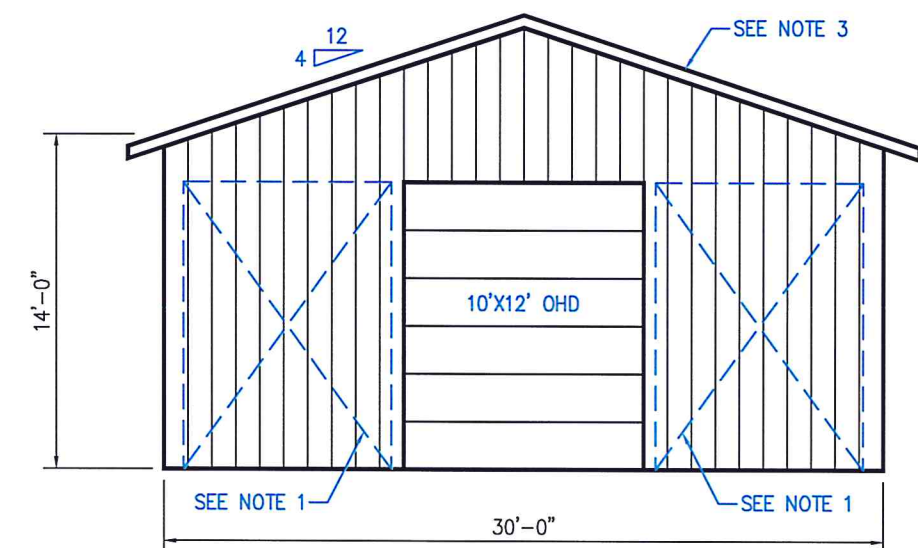 12
4
SEE NOTE 3
14'-0"
10'X12' OHD
SEE NOTE 1
SEE NOTE 1
30'-0"